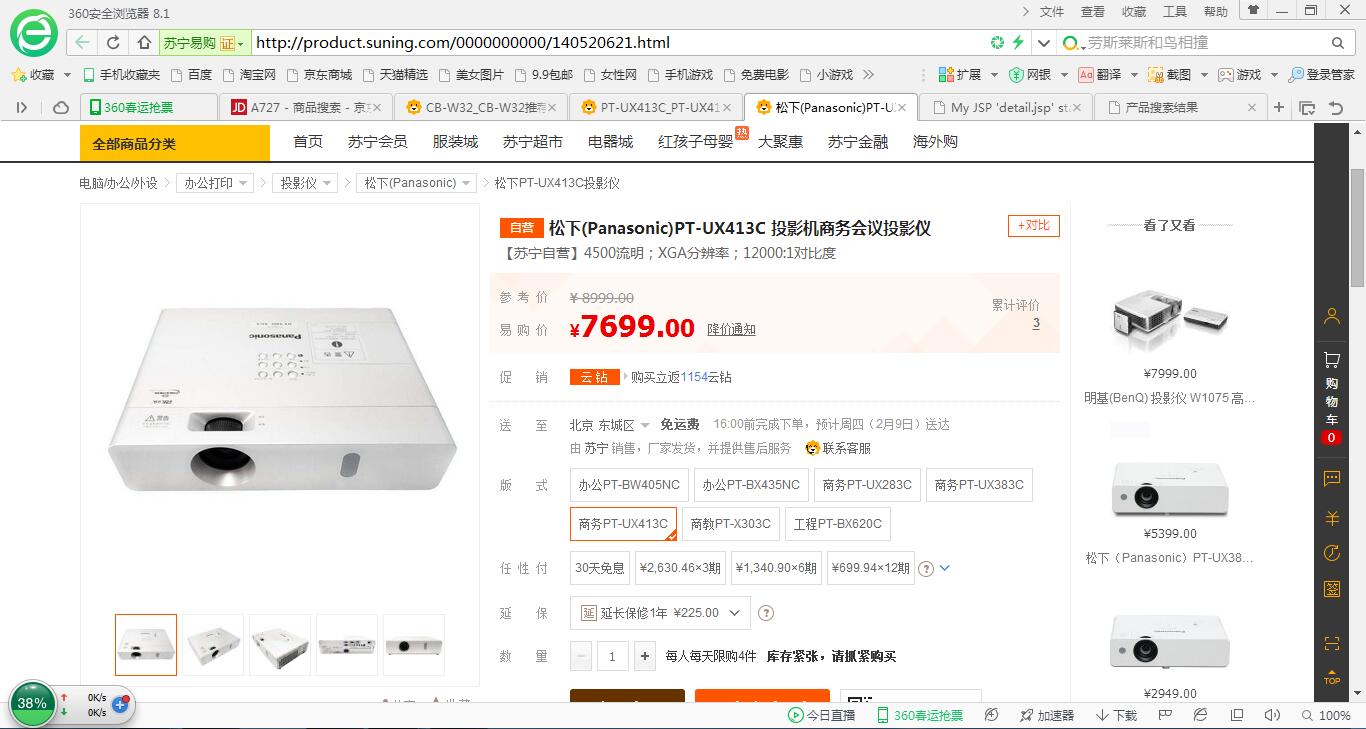 360安全浏览器 8.1
文件 查看 收藏 工具 帮助
苏宁易购 证 http://product.suning.com/0000000000/140520621.html 劳斯莱斯和鸟相撞
收藏 手机收藏夹 百度 淘宝网 京东商城 天猫精选 美女图片 9.9包邮 女性网 手机游戏 免费电影 小游戏 扩展 网银 翻译 截图 游戏 登录管家
360春运抢票 A727 - 商品搜索 - 京 CB-W32_CB-W32推荐 PT-UX413C_PT-UX41 松下(Panasonic)PT-U My JSP 'detail.jsp' st 产品搜索结果
全部商品分类 首页 苏宁会员 服装城 苏宁超市 电器城 红孩子母婴 热 大聚惠 苏宁金融 海外购
电脑/办公/外设 办公打印 投影仪 松下(Panasonic) 松下PT-UX413C投影仪
自营 松下(Panasonic)PT-UX413C 投影机商务会议投影仪 +对比
【苏宁自营】4500流明；XGA分辨率；12000:1对比度
参考价 ¥ 8999.00 累计评价
易购价 ¥7699.00 降价通知 3
促销 云钻 购买立返1154云钻
送至 北京 东城区 免运费 16:00前完成下单，预计周四（2月9日）送达
由 苏宁 销售，厂家发货，并提供售后服务 联系客服
版式 办公PT-BW405NC 办公PT-BX435NC 商务PT-UX283C 商务PT-UX383C
商务PT-UX413C 商教PT-X303C 工程PT-BX620C
任性付 30天免息 ¥2,630.46×3期 ¥1,340.90×6期 ¥699.94×12期 ?
延保 延 延长保修1年 ¥225.00 ?
数量 − 1 + 每人每天限购4件 库存紧张，请抓紧购买
Panasonic
看了又看
¥7999.00
明基(BenQ) 投影仪 W1075 高...
¥5399.00
松下（Panasonic）PT-UX38...
¥2949.00
购物车
0
签
TOP
38% 0K/s
0K/s
今日直播 360春运抢票 加速器 下载 100%